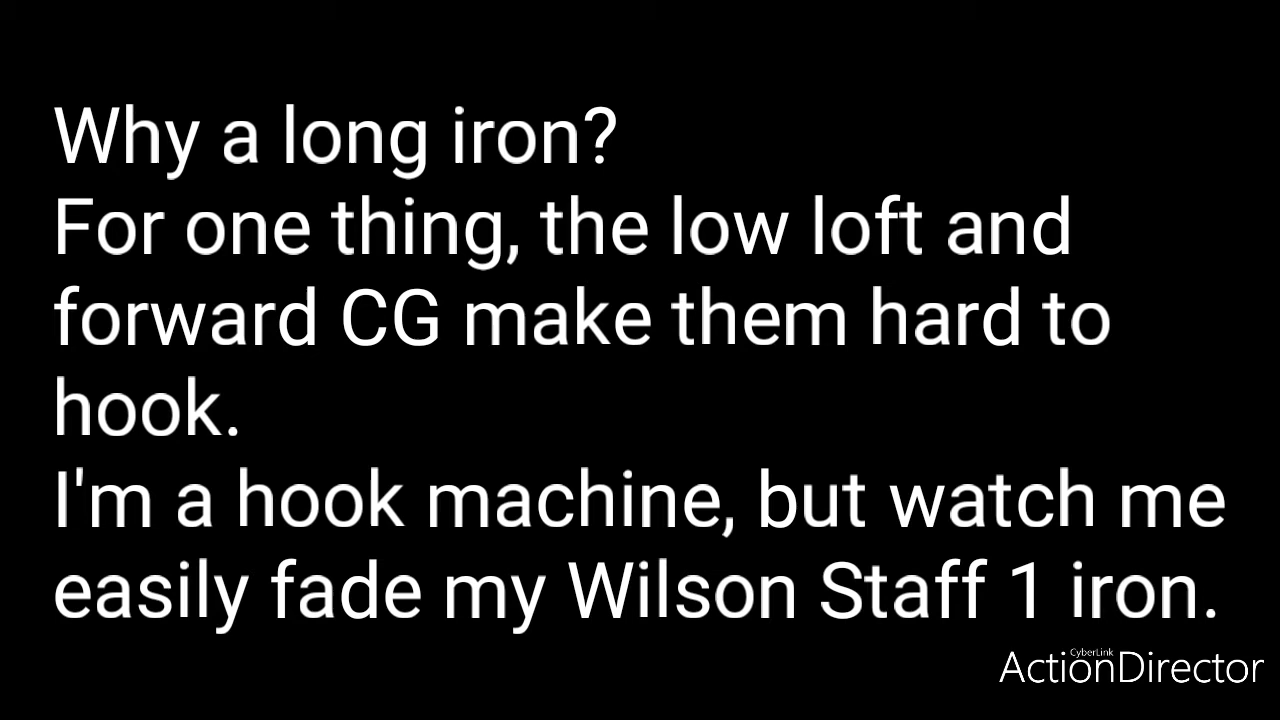 Why a long iron?
For one thing, the low loft and
forward CG make them hard to
hook.
I'm a hook machine, but watch me
easily fade my Wilson Staff 1 iron.
CyberLink
ActionDirector